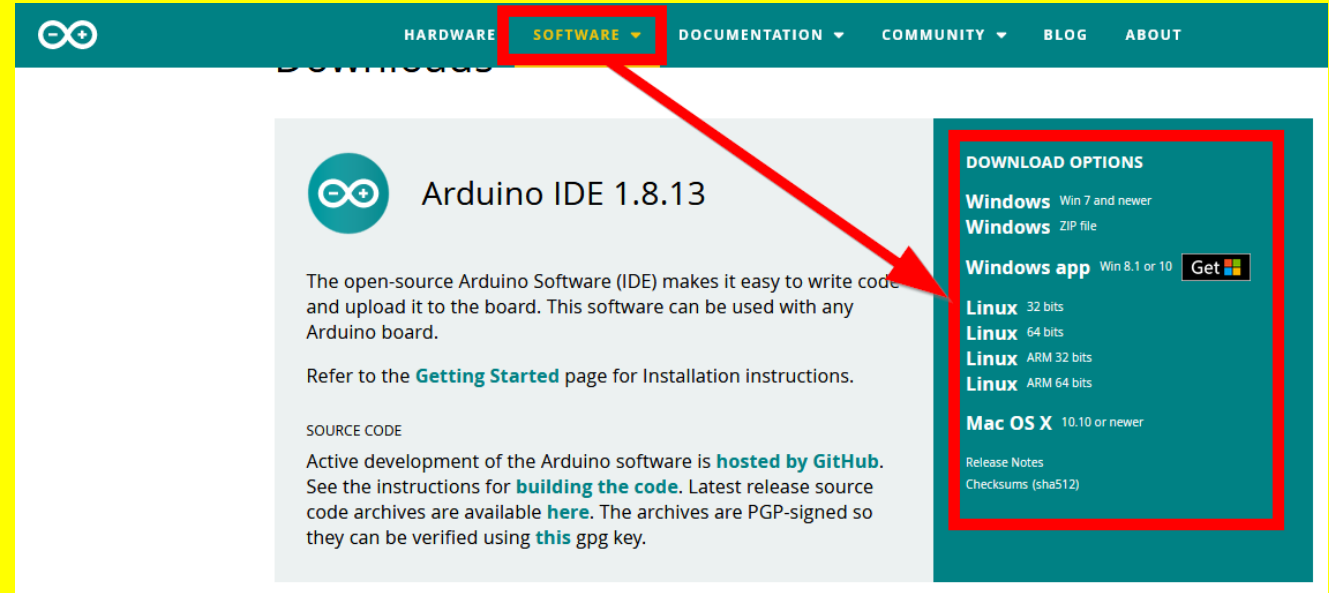 HARDWARE SOFTWARE DOCUMENTATION COMMUNITY BLOG ABOUT
Downloads
Arduino IDE 1.8.13
The open-source Arduino Software (IDE) makes it easy to write code
and upload it to the board. This software can be used with any
Arduino board.
Refer to the Getting Started page for Installation instructions.
SOURCE CODE
Active development of the Arduino software is hosted by GitHub.
See the instructions for building the code. Latest release source
code archives are available here. The archives are PGP-signed so
they can be verified using this gpg key.
DOWNLOAD OPTIONS
Windows Win 7 and newer
Windows ZIP file
Windows app Win 8.1 or 10 Get
Linux 32 bits
Linux 64 bits
Linux ARM 32 bits
Linux ARM 64 bits
Mac OS X 10.10 or newer
Release Notes
Checksums (sha512)